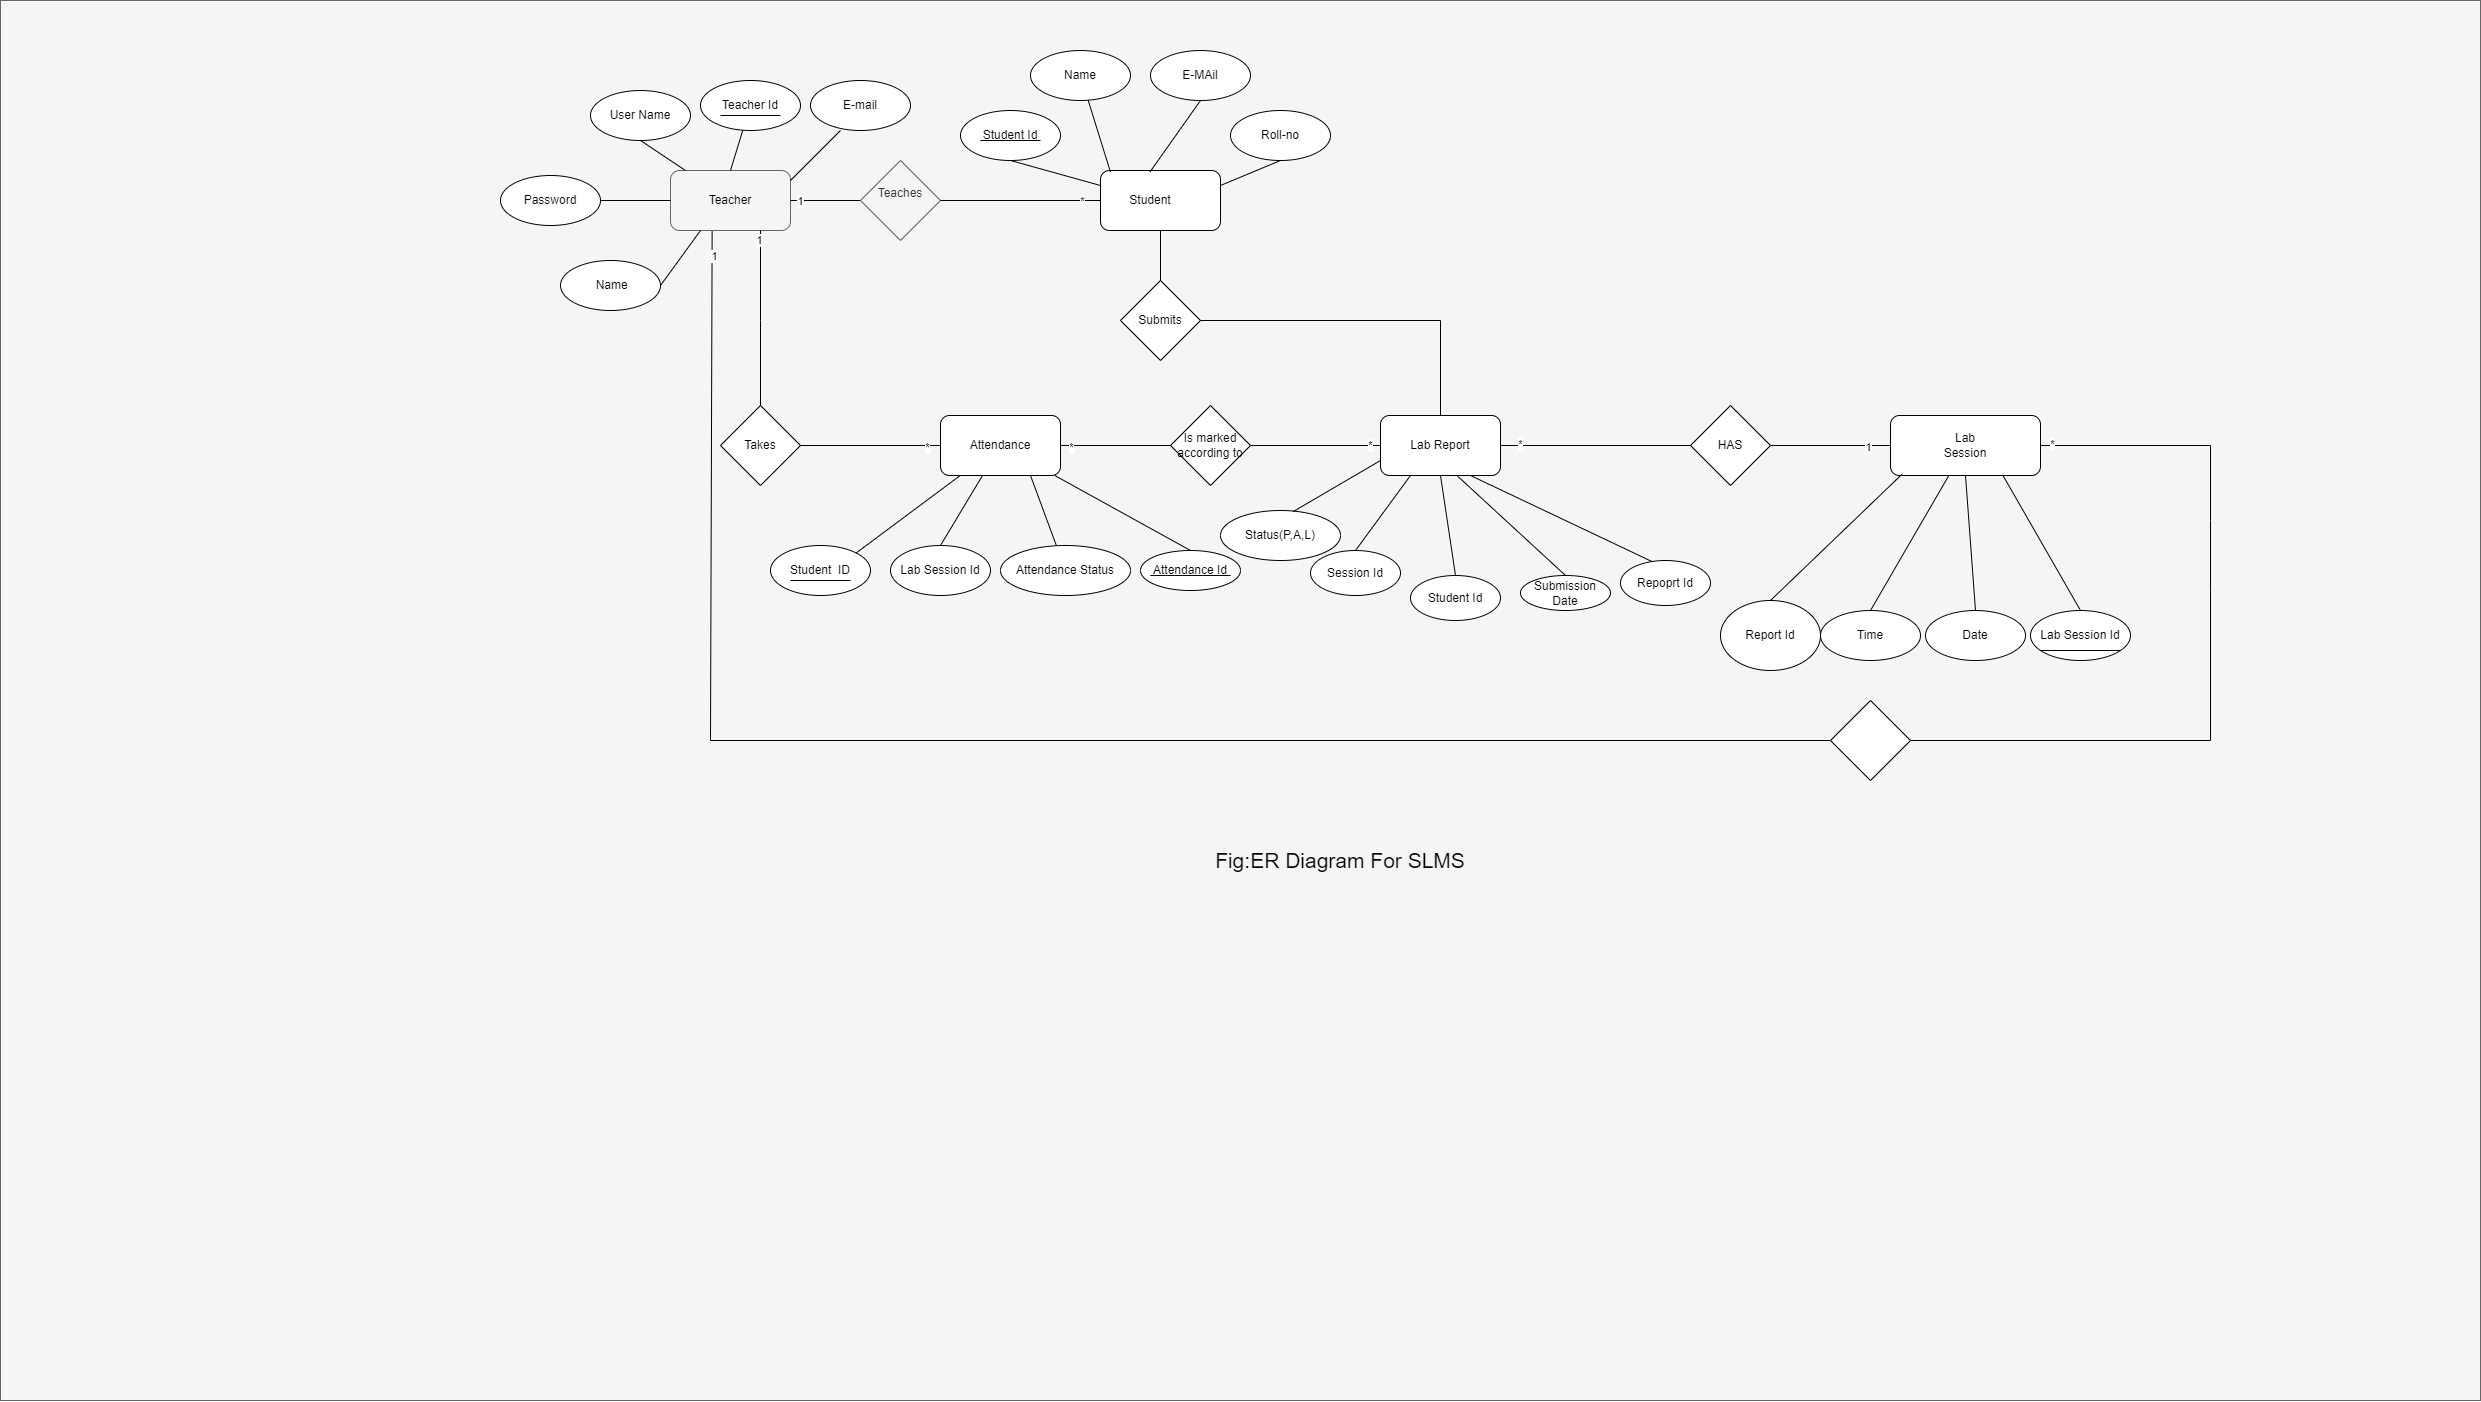 Name
E-MAil
User Name
Teacher Id
E-mail
Student Id
Roll-no
Password
Teacher
1
Teaches
*
Student
1
1
Name
Submits
Takes
*
Attendance
*
Is marked
according to
*
Lab Report
*
HAS
1
Lab
Session
*
Status(P,A,L)
Student  ID
Lab Session Id
Attendance Status
Attendance Id
Session Id
Student Id
Submission
Date
Repoprt Id
Report Id
Time
Date
Lab Session Id
Fig:ER Diagram For SLMS